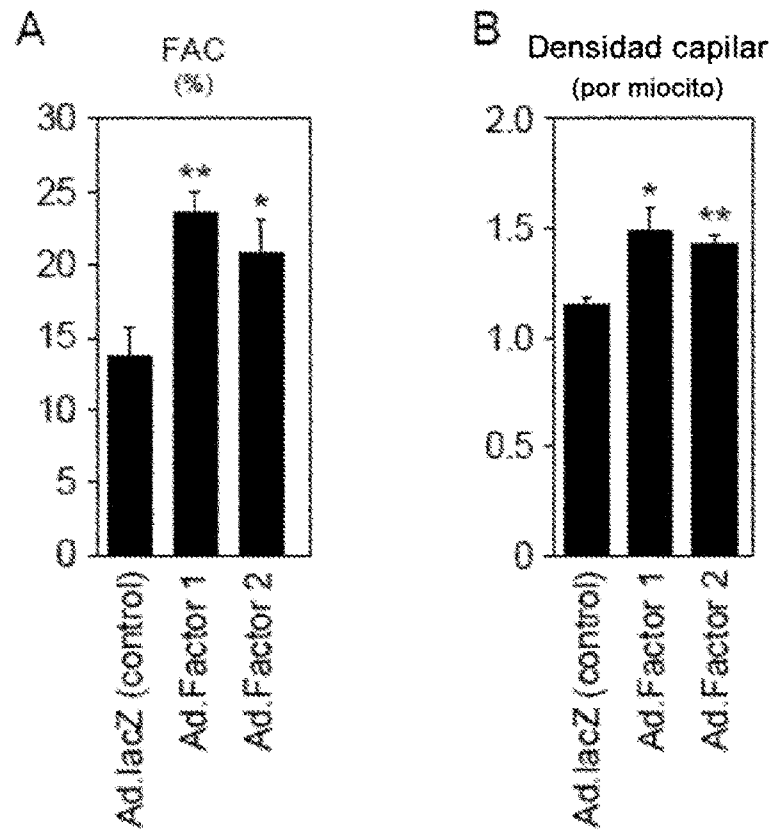 A
FAC
(%)
30
25
20
15
10
5
0
**
*
Ad.lacZ (control)
Ad.Factor 1
Ad.Factor 2
B
Densidad capilar
(por miocito)
2.0
1.5
1.0
0.5
0
*
**
Ad.lacZ (control)
Ad.Factor 1
Ad.Factor 2